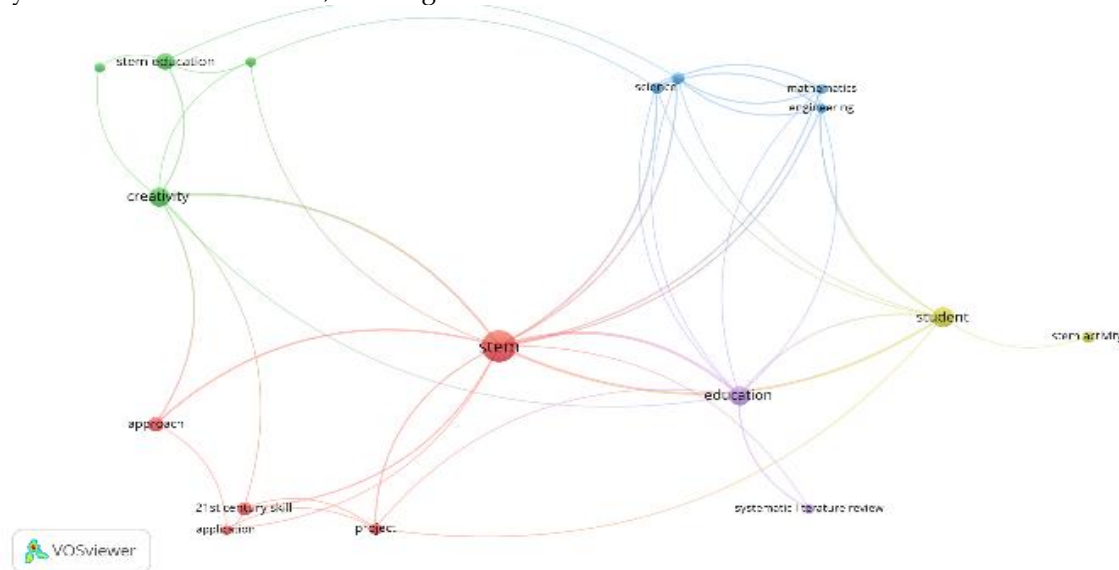 stem education
science
mathematics
engineering
creativity
student
stem activity
stem
education
approach
21st century skill
systematic literature review
application
project
VOSviewer